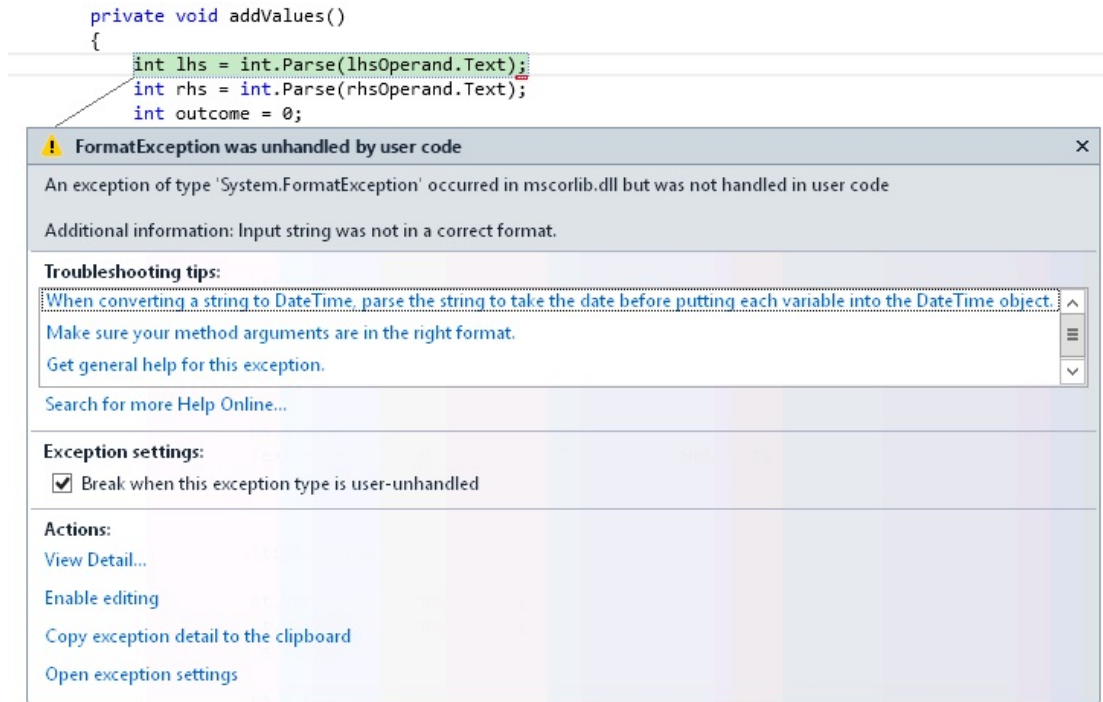 private void addValues()
{
int lhs = int.Parse(lhsOperand.Text);
int rhs = int.Parse(rhsOperand.Text);
int outcome = 0;
FormatException was unhandled by user code
An exception of type 'System.FormatException' occurred in mscorlib.dll but was not handled in user code
Additional information: Input string was not in a correct format.
Troubleshooting tips:
When converting a string to DateTime, parse the string to take the date before putting each variable into the DateTime object.
Make sure your method arguments are in the right format.
Get general help for this exception.
Search for more Help Online...
Exception settings:
Break when this exception type is user-unhandled
Actions:
View Detail...
Enable editing
Copy exception detail to the clipboard
Open exception settings